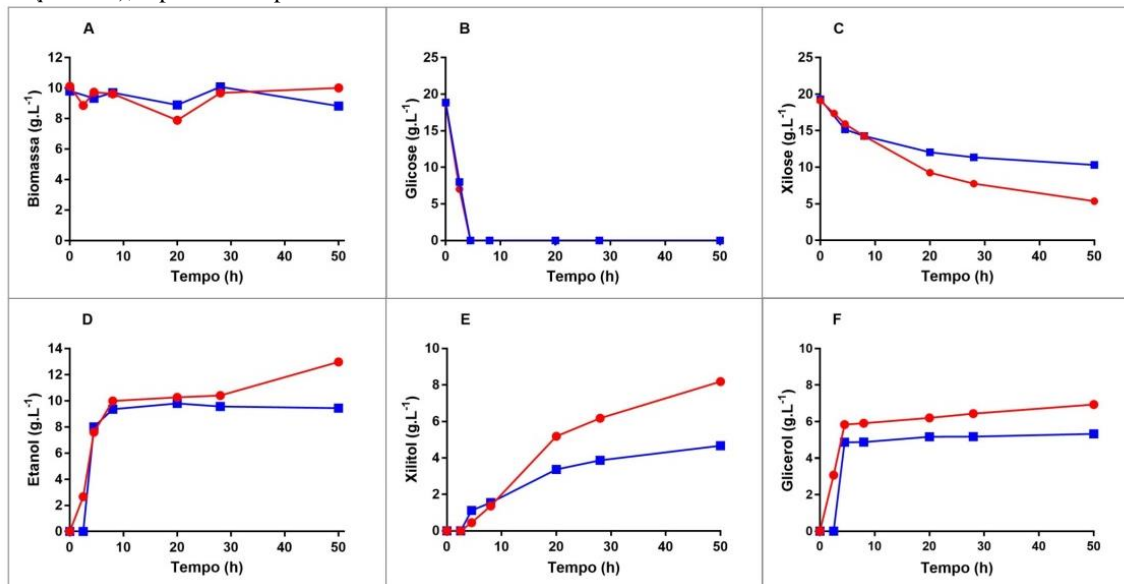 A
Biomassa (g.L-1)
12
10
8
6
4
2
0
0 10 20 30 40 50
Tempo (h)
B
Glicose (g.L-1)
25
20
15
10
5
0
0 10 20 30 40 50
Tempo (h)
C
Xilose (g.L-1)
25
20
15
10
5
0
0 10 20 30 40 50
Tempo (h)
D
Etanol (g.L-1)
14
12
10
8
6
4
2
0
0 10 20 30 40 50
Tempo (h)
E
Xilitol (g.L-1)
10
8
6
4
2
0
0 10 20 30 40 50
Tempo (h)
F
Glicerol (g.L-1)
10
8
6
4
2
0
0 10 20 30 40 50
Tempo (h)